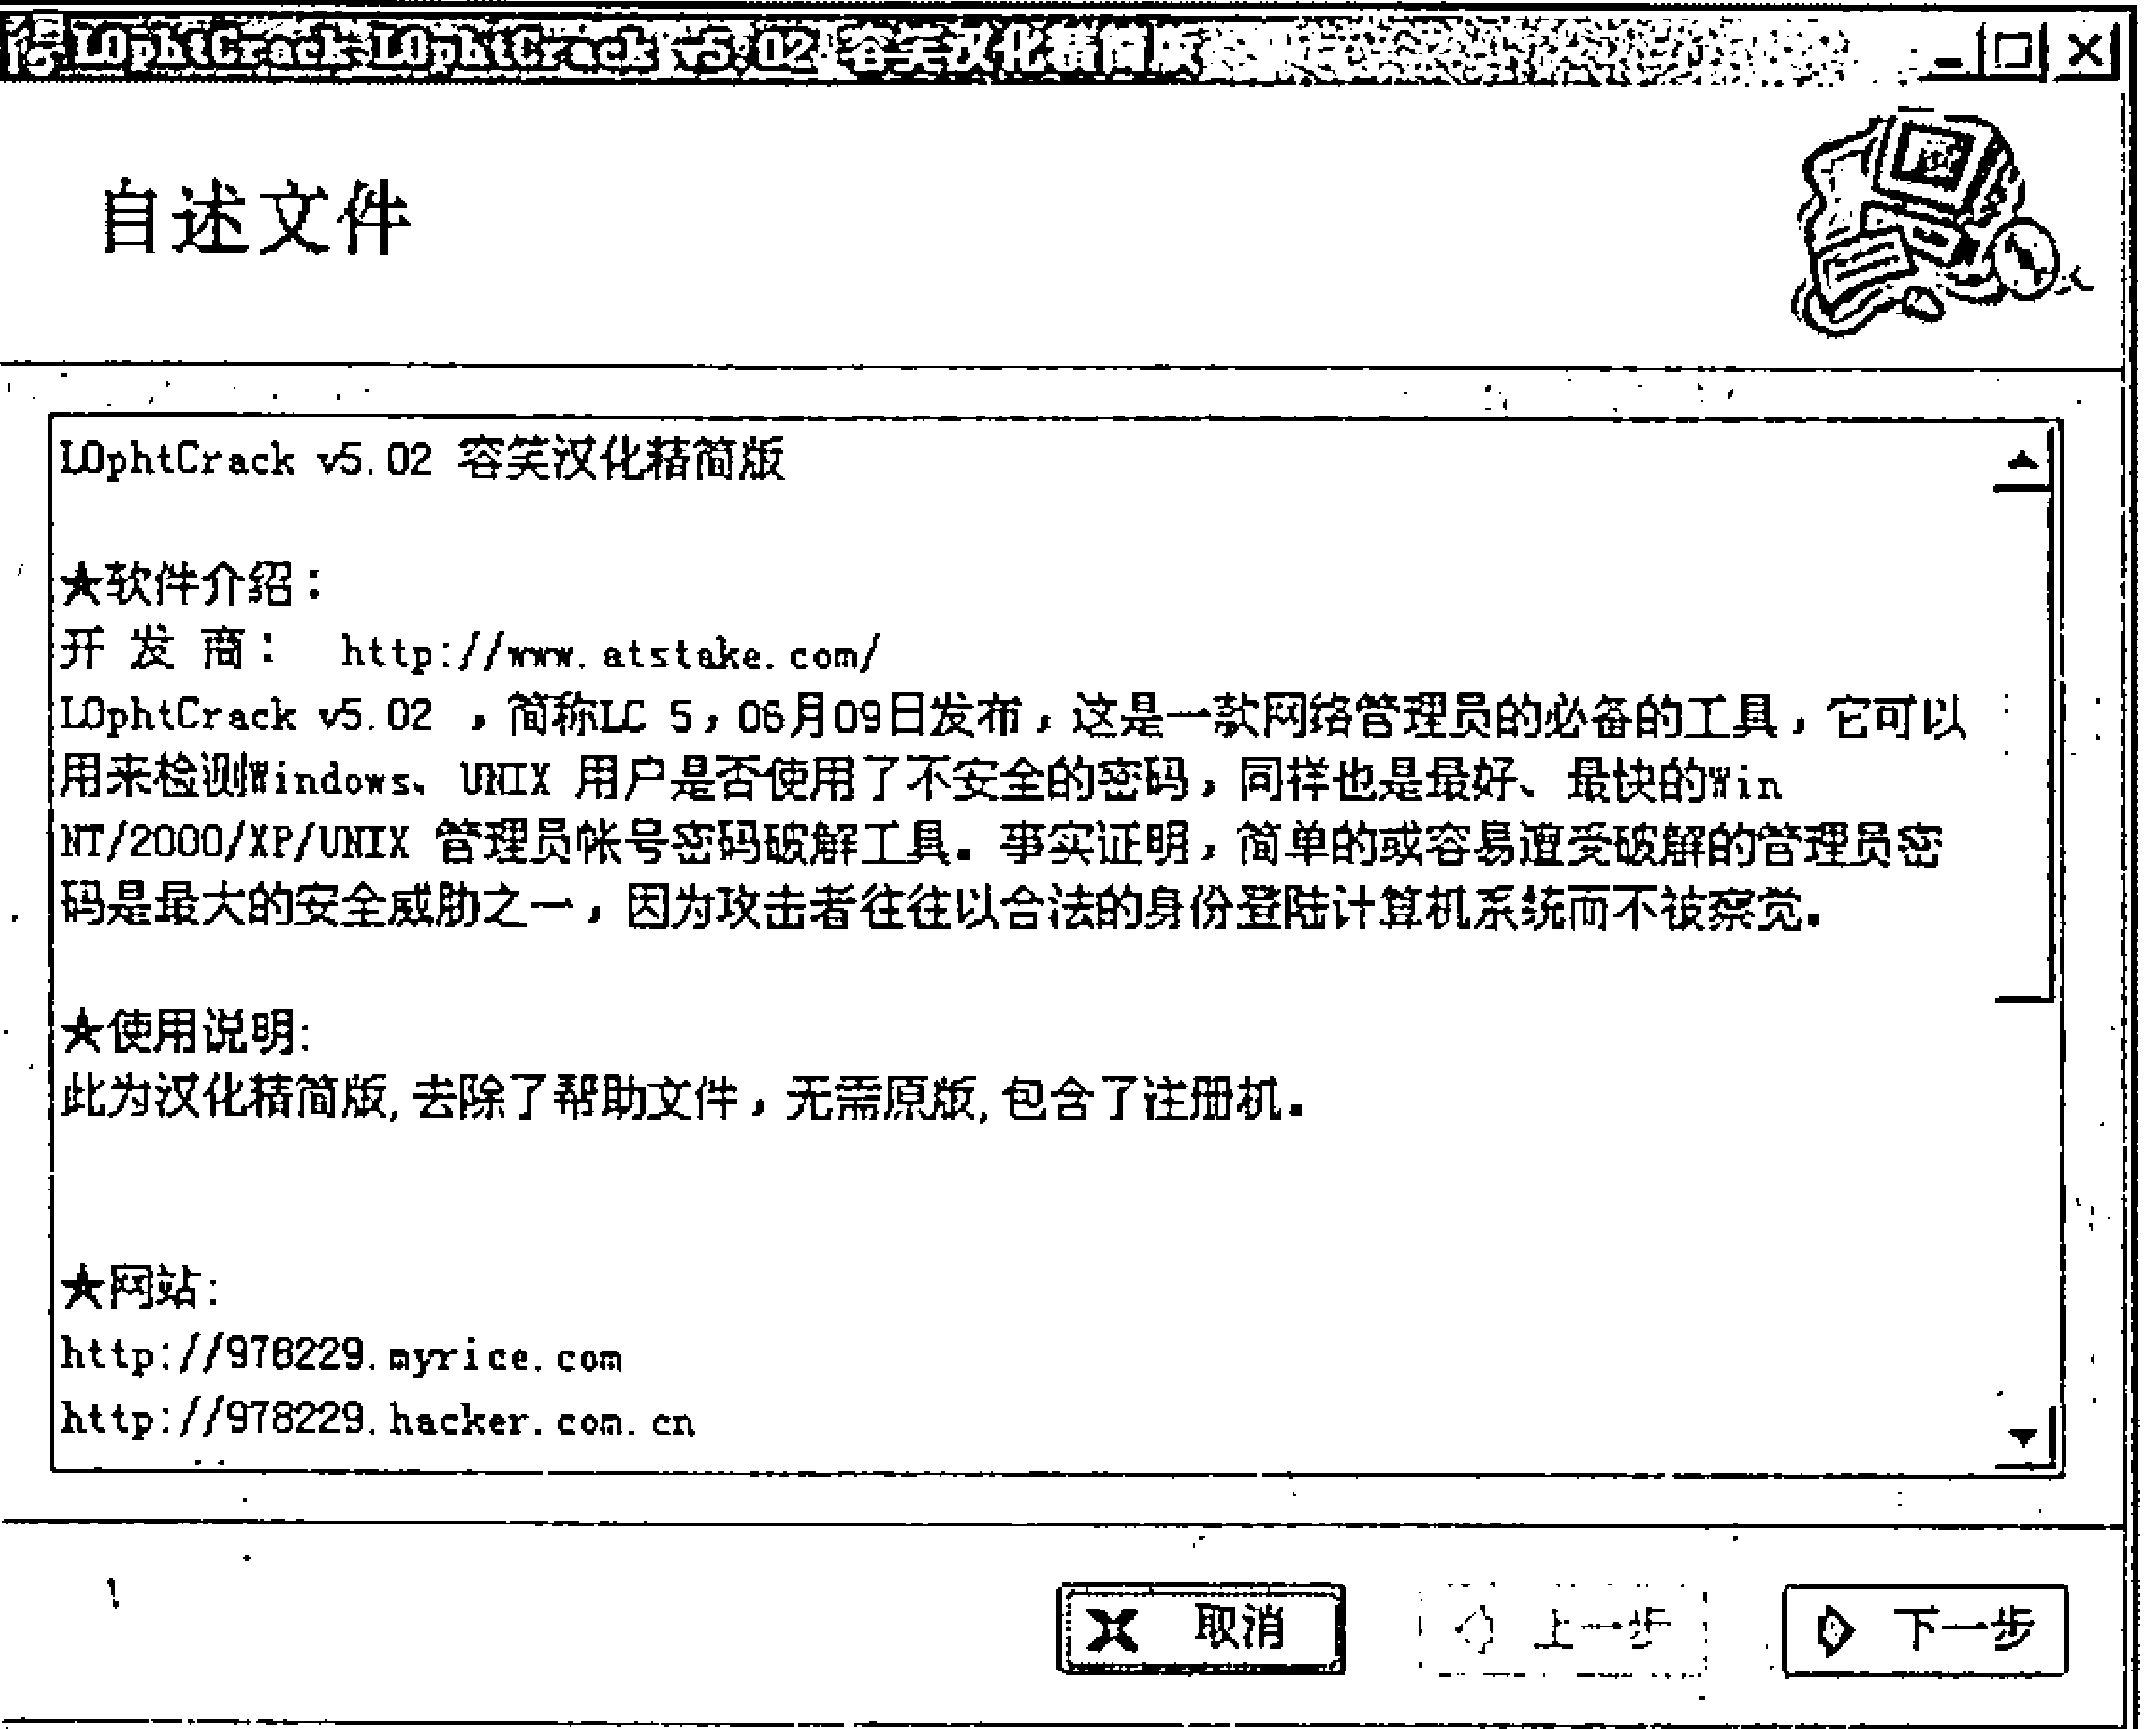 L0phtCrack-L0phtCrack v5.02 容笑汉化精简版
自述文件
L0phtCrack v5.02 容笑汉化精简版
★软件介绍：
开 发 商： http://www.atstake.com/
L0phtCrack v5.02 ，简称LC 5，06月09日发布，这是一款网络管理员的必备的工具，它可以
用来检测Windows、UNIX 用户是否使用了不安全的密码，同样也是最好、最快的Win
NT/2000/XP/UNIX 管理员帐号密码破解工具。事实证明，简单的或容易遭受破解的管理员密
码是最大的安全威胁之一，因为攻击者往往以合法的身份登陆计算机系统而不被察觉。
★使用说明:
此为汉化精简版,去除了帮助文件，无需原版,包含了注册机。
★网站:
http://978229.myrice.com
http://978229.hacker.com.cn
取消
上一步
下一步